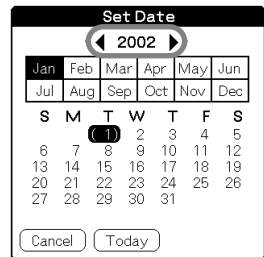 Set Date
2002
Jan Feb Mar Apr May Jun
Jul Aug Sep Oct Nov Dec
S M T W T F S
(1) 2 3 4 5
6 7 8 9 10 11 12
13 14 15 16 17 18 19
20 21 22 23 24 25 26
27 28 29 30 31
Cancel Today